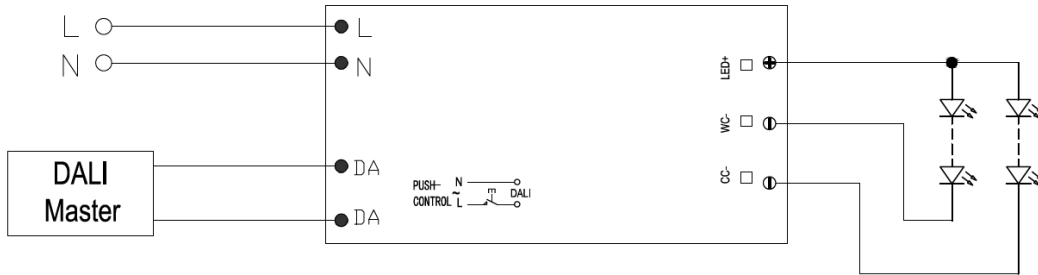 L
L
N
N
LED+
WC-
CC-
DALI
Master
DA
DA
PUSH-
CONTROL
N
~
L
DALI